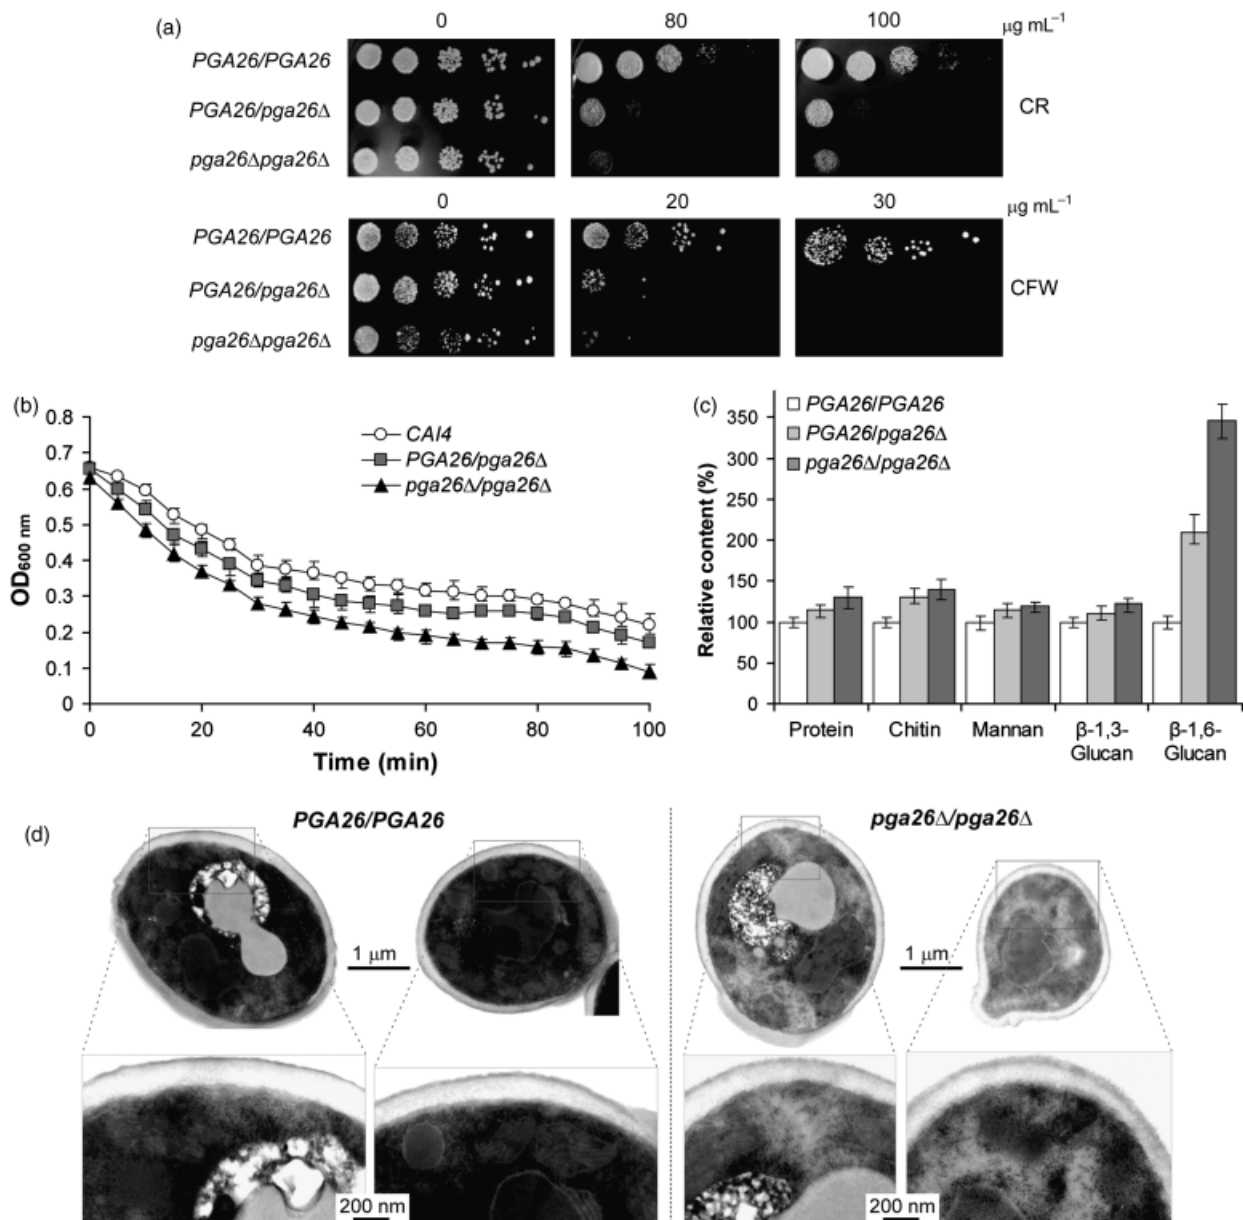 (a)
0 80 100 μg mL⁻¹
PGA26/PGA26
PGA26/pga26Δ
CR
pga26Δpga26Δ
0 20 30 μg mL⁻¹
PGA26/PGA26
PGA26/pga26Δ
CFW
pga26Δpga26Δ
(b)
0.8
0.7
0.6
0.5
0.4
0.3
0.2
0.1
0
OD600 nm
CAI4
PGA26/pga26Δ
pga26Δ/pga26Δ
0 20 40 60 80 100
Time (min)
(c)
350
300
250
200
150
100
50
0
Relative content (%)
PGA26/PGA26
PGA26/pga26Δ
pga26Δ/pga26Δ
Protein Chitin Mannan β-1,3-Glucan β-1,6-Glucan
(d)
PGA26/PGA26
pga26Δ/pga26Δ
1 μm
1 μm
200 nm
200 nm